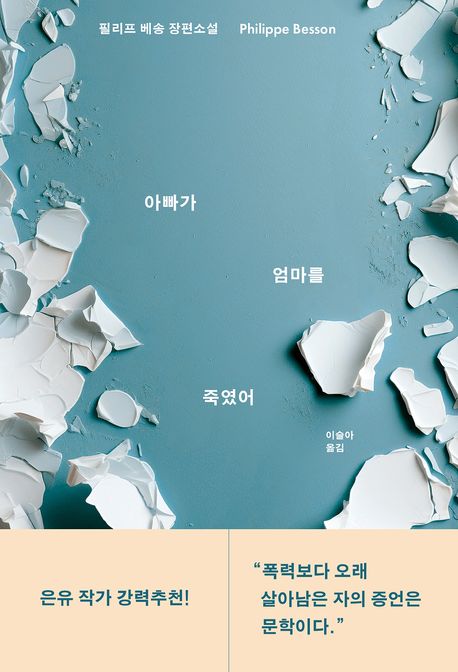 필리프 베송 장편소설 Philippe Besson
아빠가
엄마를
죽였어
이슬아
옮김
은유 작가 강력추천!
“폭력보다 오래
살아남은 자의 증언은
문학이다.”